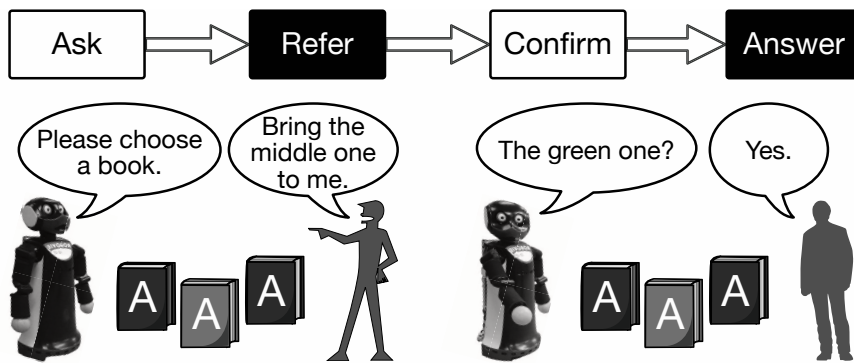 Ask
Refer
Confirm
Answer
Please choose
a book.
Bring the
middle one
to me.
The green one?
Yes.
A
A
A
A
A
A